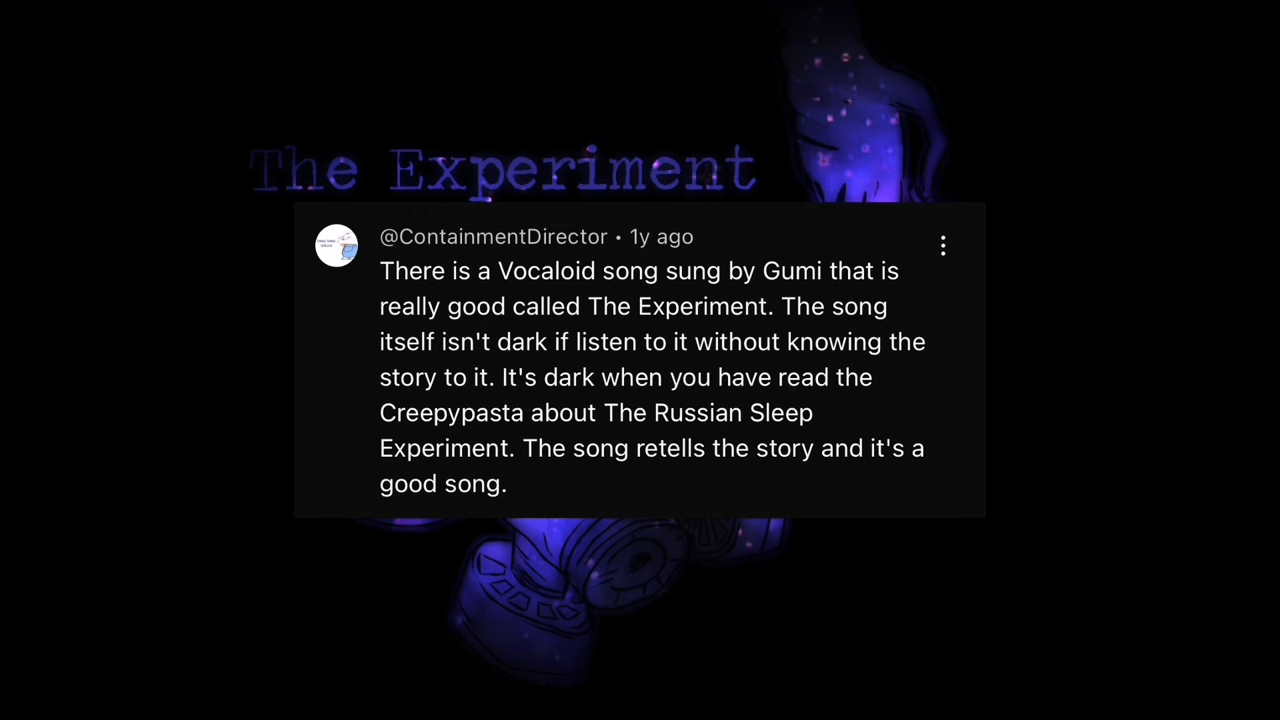 The Experiment
@ContainmentDirector • 1y ago
There is a Vocaloid song sung by Gumi that is
really good called The Experiment. The song
itself isn't dark if listen to it without knowing the
story to it. It's dark when you have read the
Creepypasta about The Russian Sleep
Experiment. The song retells the story and it's a
good song.